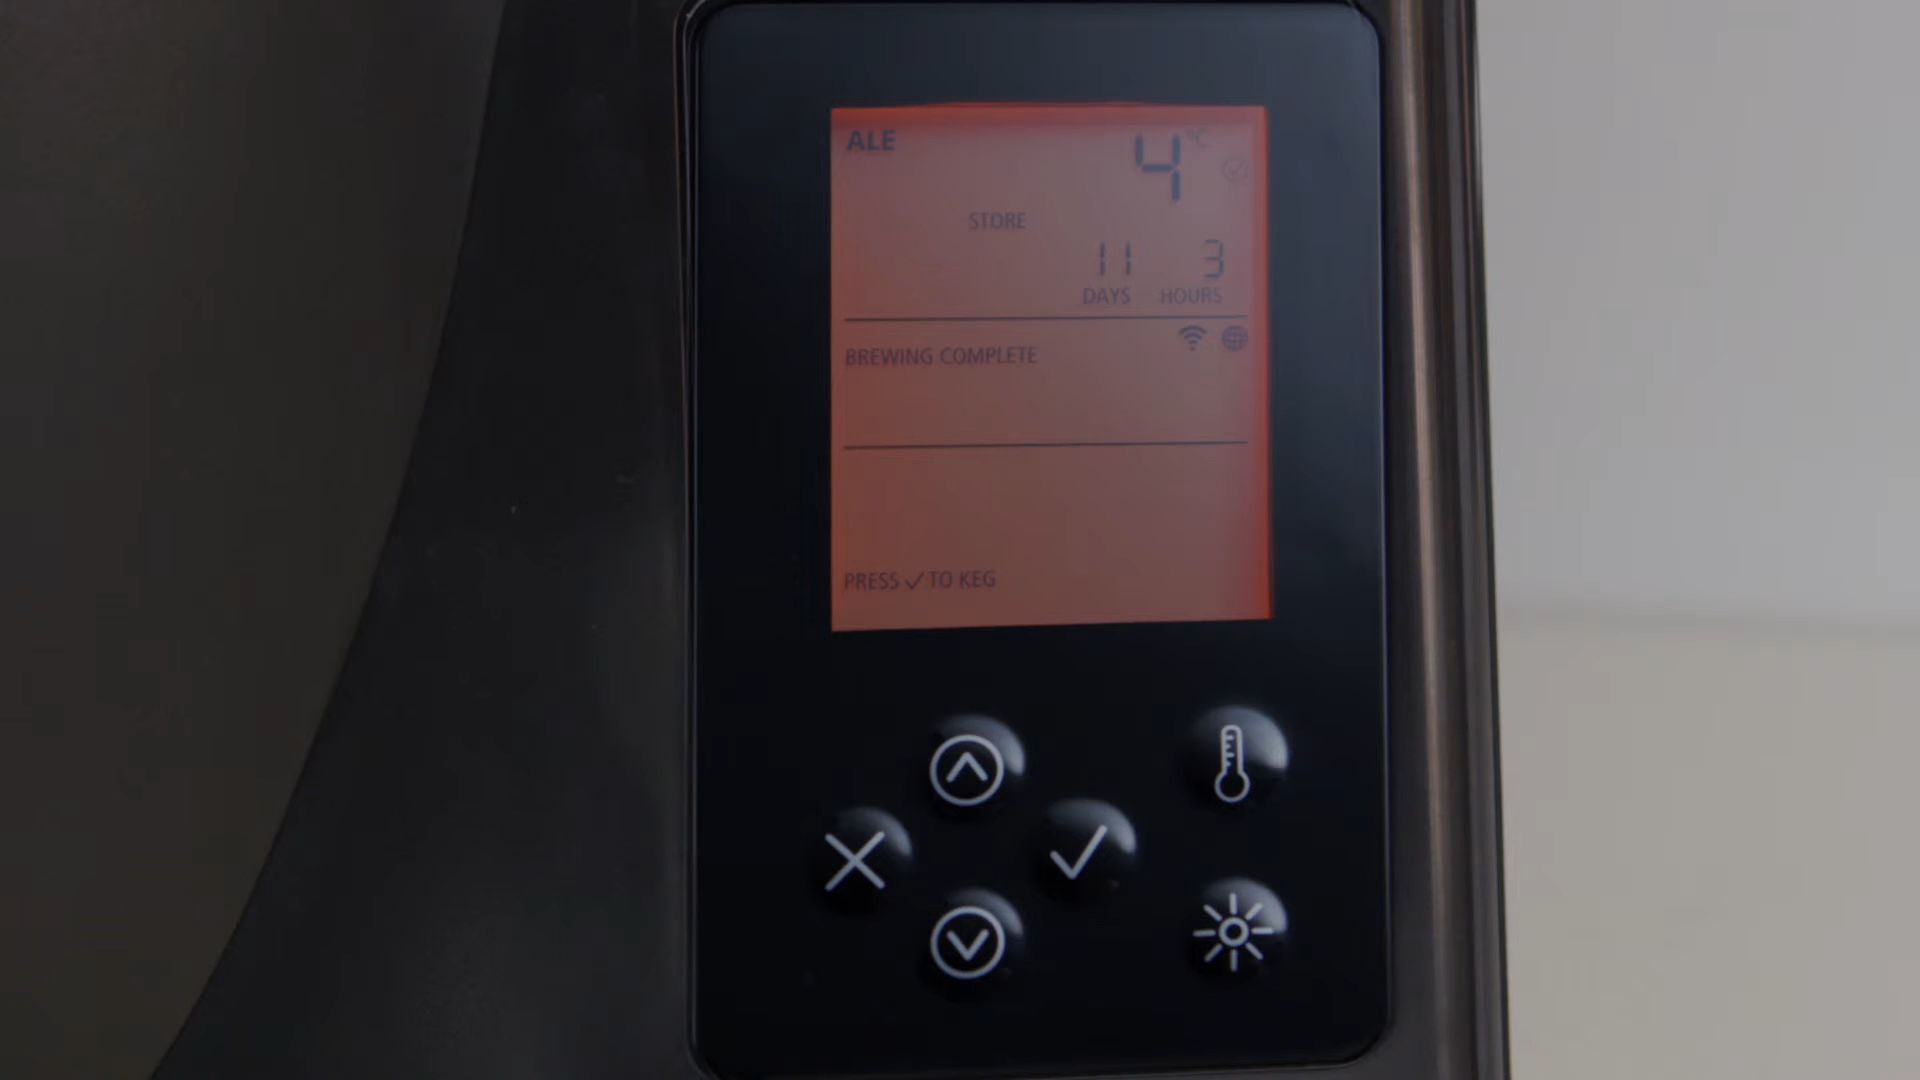 ALE 4°C
STORE
11 3
DAYS HOURS
BREWING COMPLETE
PRESS ✓ TO KEG